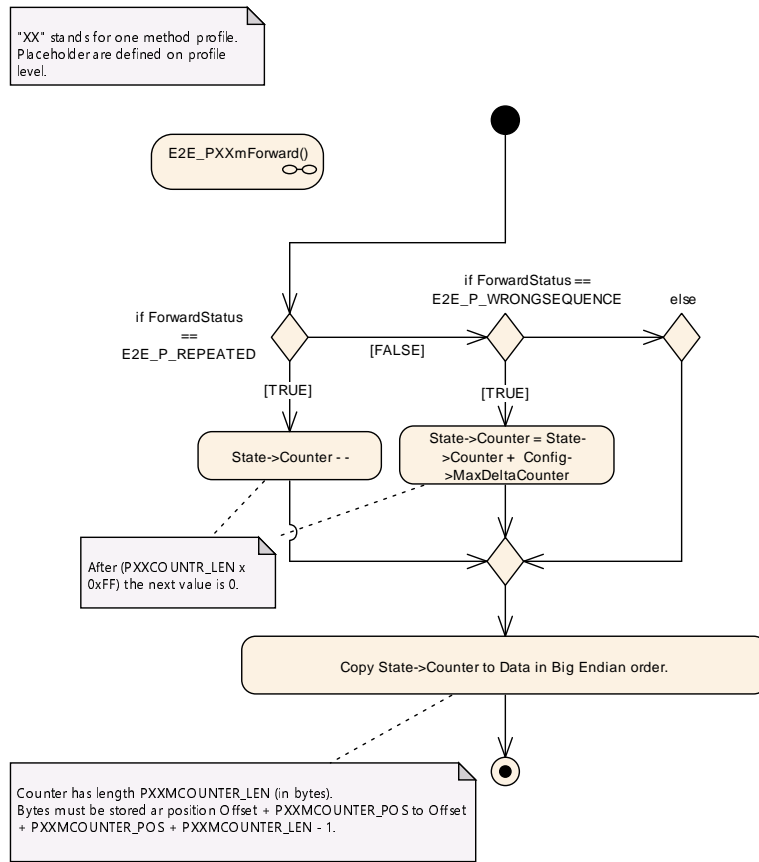 "XX" stands for one method profile.
Placeholder are defined on profile
level.
E2E_PXXmForward()
if ForwardStatus ==
E2E_P_WRONGSEQUENCE
else
if ForwardStatus
==
E2E_P_REPEATED
[FALSE]
[TRUE]
[TRUE]
State->Counter - -
State->Counter = State-
>Counter + Config-
>MaxDeltaCounter
After (PXXCOUNTR_LEN x
0xFF) the next value is 0.
Copy State->Counter to Data in Big Endian order.
Counter has length PXXMCOUNTER_LEN (in bytes).
Bytes must be stored ar position Offset + PXXMCOUNTER_POS to Offset
+ PXXMCOUNTER_POS + PXXMCOUNTER_LEN - 1.